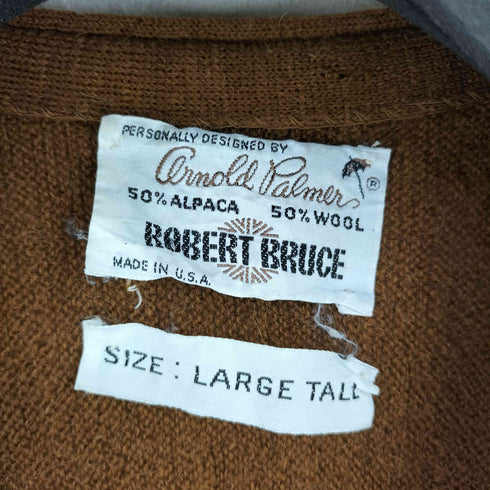 PERSONALLY DESIGNED BY
Arnold Palmer ®
50% ALPACA 50% WOOL
ROBERT BRUCE
MADE IN U.S.A.
SIZE: LARGE TALL